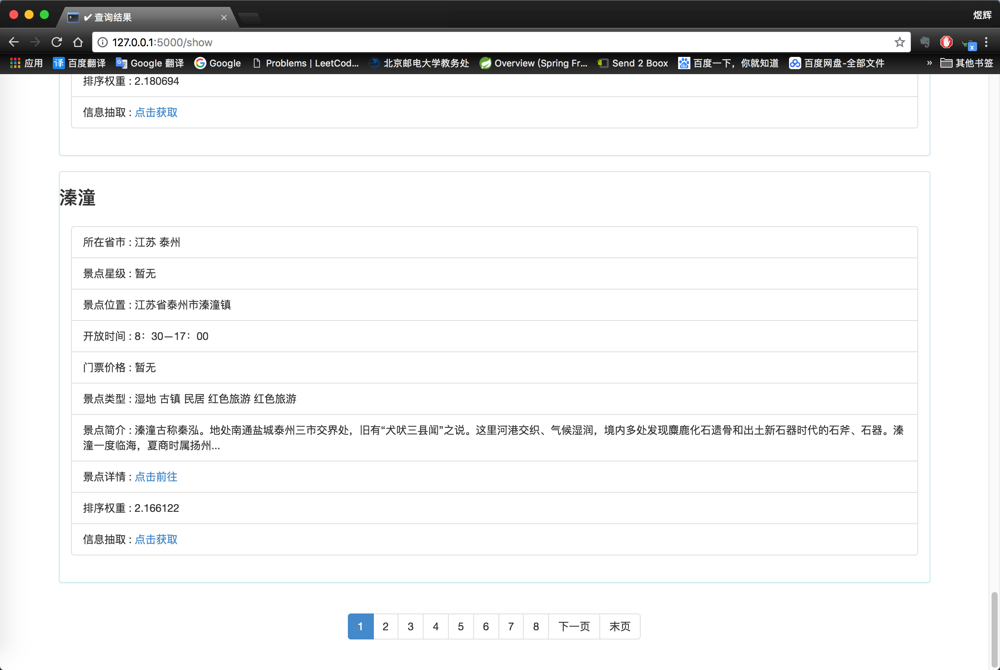 ✔ 查询结果
煜辉
127.0.0.1:5000/show
应用 百度翻译 Google 翻译 Google Problems | LeetCod... 北京邮电大学教务处 Overview (Spring Fr... Send 2 Boox 百度一下，你就知道 百度网盘-全部文件 » 其他书签
排序权重 : 2.180694
信息抽取 : 点击获取
溱潼
所在省市 : 江苏 泰州
景点星级 : 暂无
景点位置 : 江苏省泰州市溱潼镇
开放时间 : 8：30—17：00
门票价格 : 暂无
景点类型 : 湿地 古镇 民居 红色旅游 红色旅游
景点简介 : 溱潼古称秦泓。地处南通盐城泰州三市交界处，旧有“犬吠三县闻”之说。这里河港交织、气候湿润，境内多处发现麋鹿化石遗骨和出土新石器时代的石斧、石器。溱
潼一度临海，夏商时属扬州...
景点详情 : 点击前往
排序权重 : 2.166122
信息抽取 : 点击获取
1 2 3 4 5 6 7 8 下一页 末页